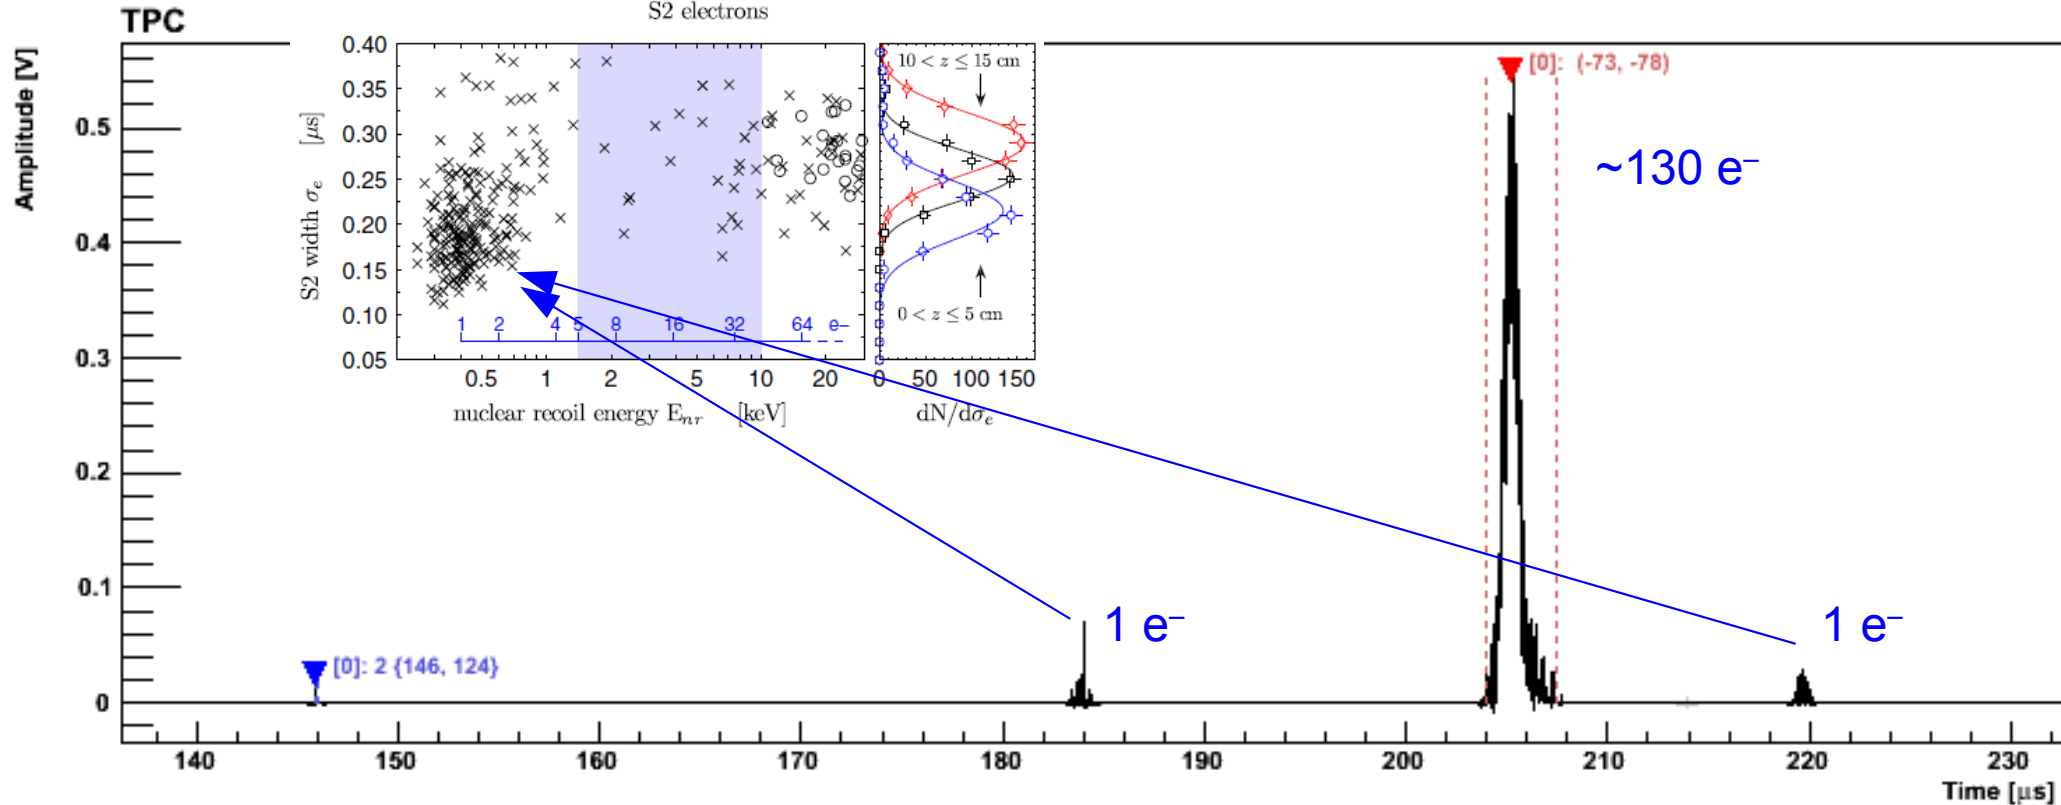 TPC
S2 electrons
Amplitude [V]
0.5
0.4
0.3
0.2
0.1
0
S2 width σe [μs]
0.40
0.35
0.30
0.25
0.20
0.15
0.10
0.05
1 2 4 5 8 16 32 64 e–
0.5 1 2 5 10 20
nuclear recoil energy Enr [keV]
10 < z ≤ 15 cm
0 < z ≤ 5 cm
0 50 100 150
dN/dσe
[0]: (-73, -78)
~130 e–
1 e–
1 e–
[0]: 2 {146, 124}
140 150 160 170 180 190 200 210 220 230
Time [μs]